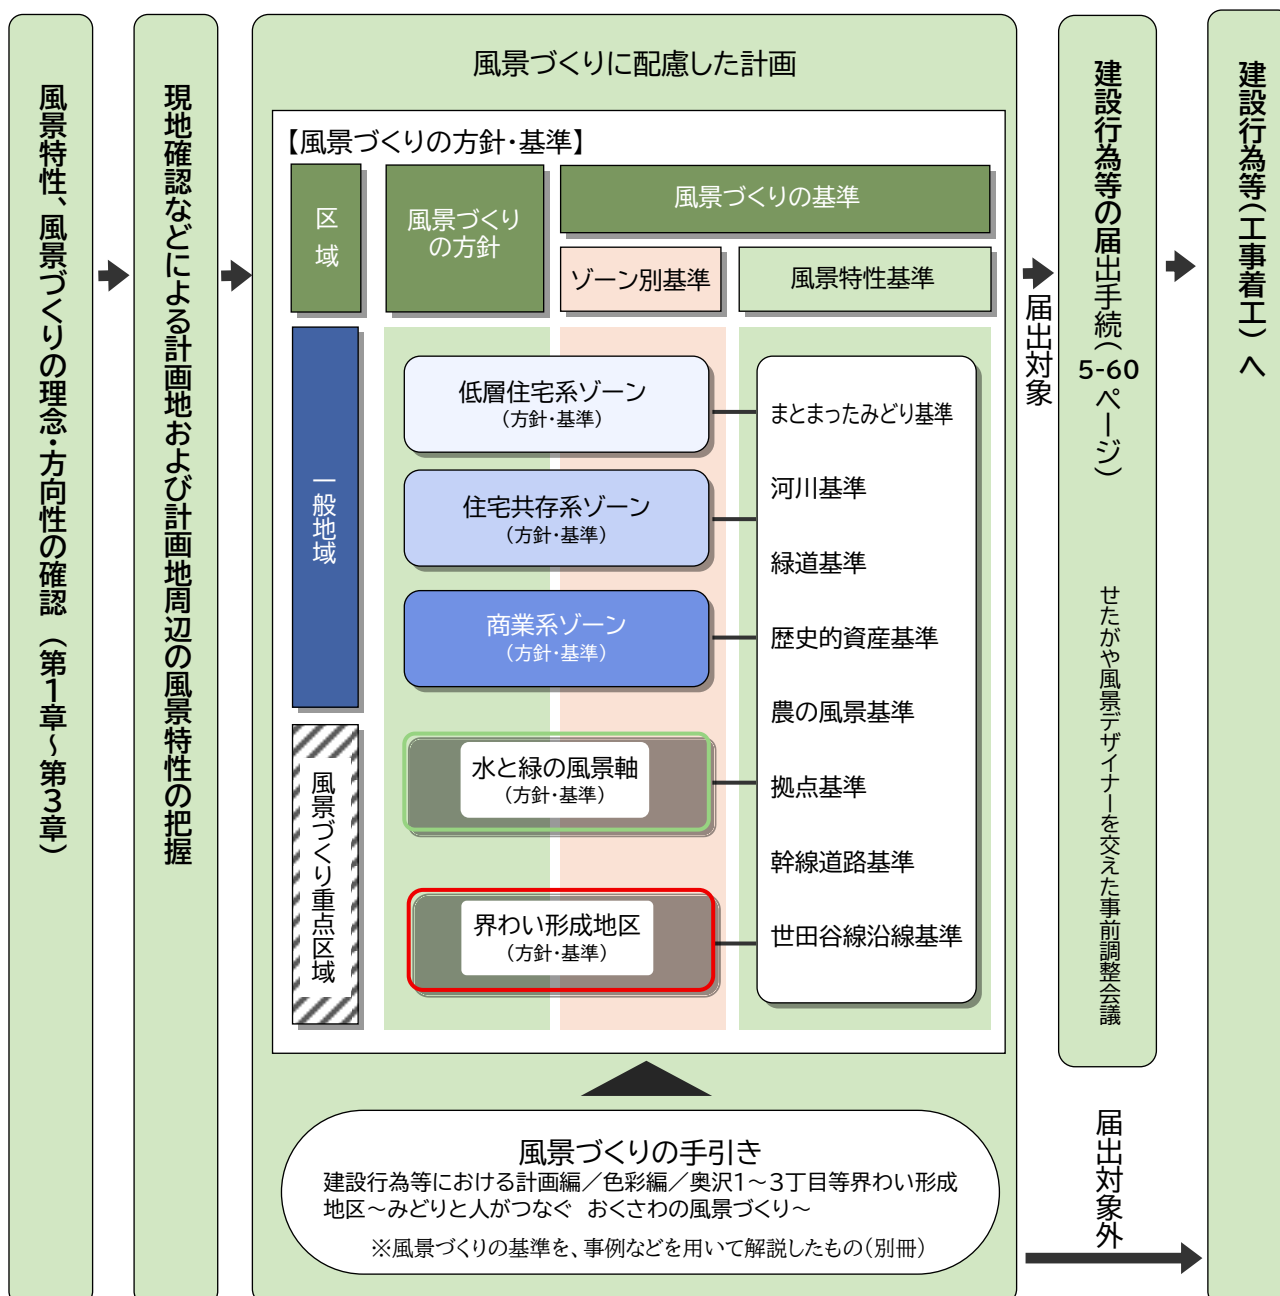 風景特性、風景づくりの理念・方向性の確認（第1章～第3章）
現地確認などによる計画地および計画地周辺の風景特性の把握
風景づくりに配慮した計画
【風景づくりの方針・基準】
区域
風景づくり
の方針
風景づくりの基準
ゾーン別基準
風景特性基準
一般地域
低層住宅系ゾーン
（方針・基準）
住宅共存系ゾーン
（方針・基準）
商業系ゾーン
（方針・基準）
風景づくり重点区域
水と緑の風景軸
（方針・基準）
界わい形成地区
（方針・基準）
まとまったみどり基準
河川基準
緑道基準
歴史的資産基準
農の風景基準
拠点基準
幹線道路基準
世田谷線沿線基準
風景づくりの手引き
建設行為等における計画編／色彩編／奥沢1～3丁目等界わい形成
地区～みどりと人がつなぐ おくさわの風景づくり～
※風景づくりの基準を、事例などを用いて解説したもの（別冊）
届出対象
建設行為等の届出手続（5-60ページ）
せたがや風景デザイナーを交えた事前調整会議
届出対象外
建設行為等（工事着工）へ